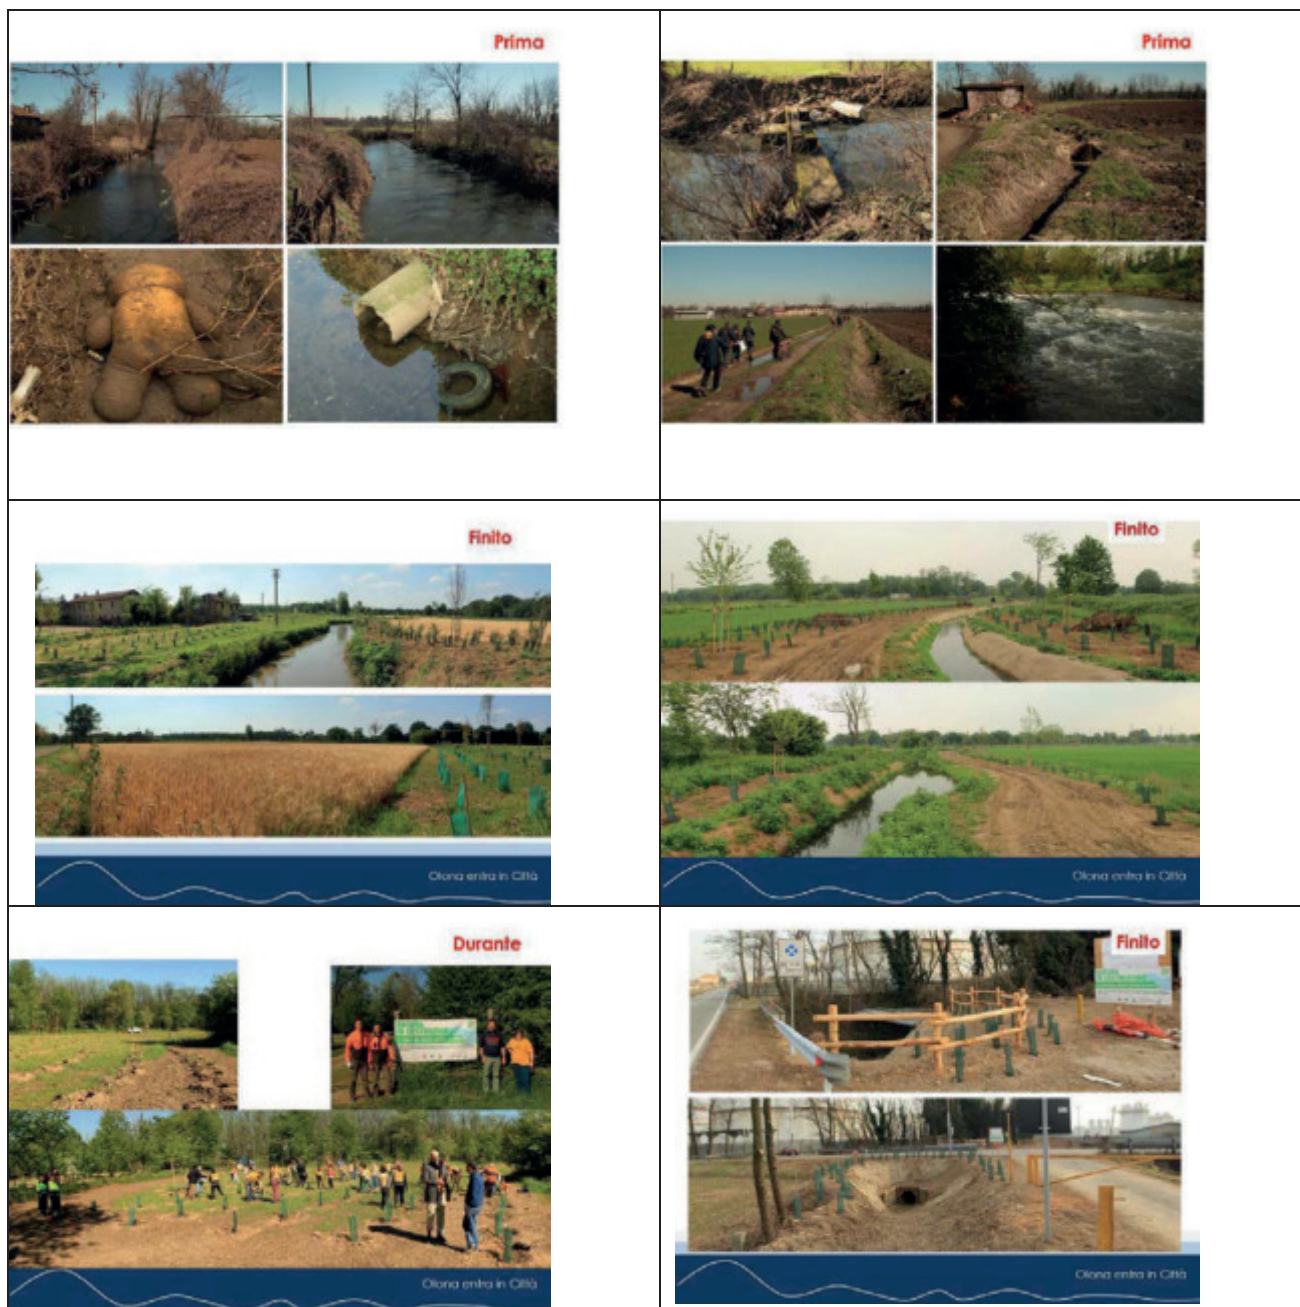 Prima
Prima
Finito
Olona entra in Città
Finito
Olona entra in Città
Durante
Olona entra in Città
Finito
Olona entra in Città